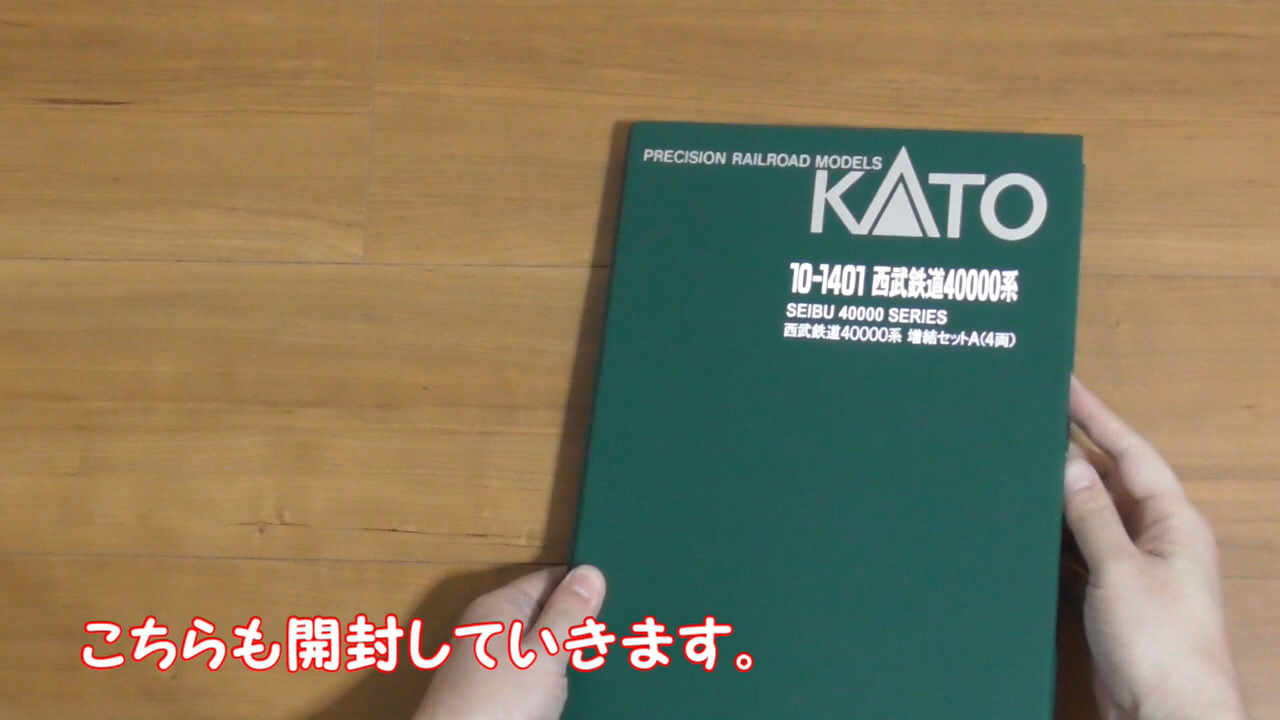 PRECISION RAILROAD MODELS
KATO
10-1401 西武鉄道40000系
SEIBU 40000 SERIES
西武鉄道40000系 増結セットA(4両)
こちらも開封していきます。